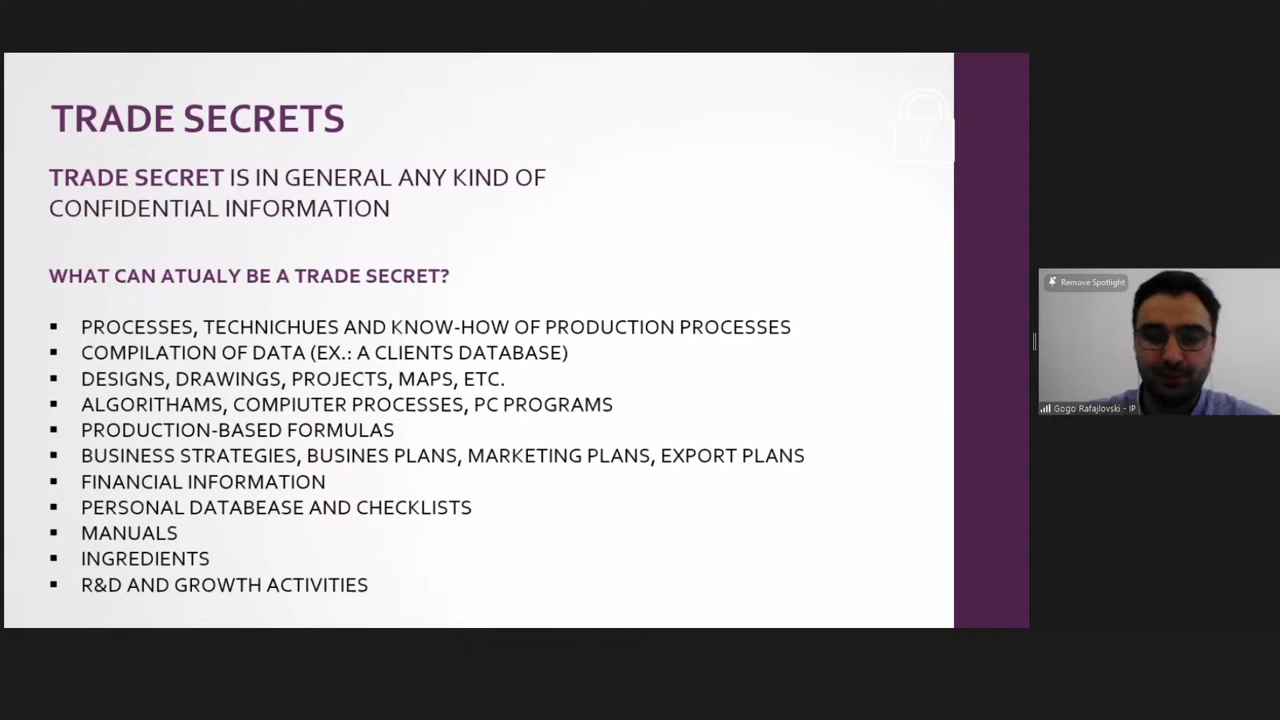 TRADE SECRETS
TRADE SECRET IS IN GENERAL ANY KIND OF
CONFIDENTIAL INFORMATION
WHAT CAN ATUALY BE A TRADE SECRET?
▪ PROCESSES, TECHNICHUES AND KNOW-HOW OF PRODUCTION PROCESSES
▪ COMPILATION OF DATA (EX.: A CLIENTS DATABASE)
▪ DESIGNS, DRAWINGS, PROJECTS, MAPS, ETC.
▪ ALGORITHAMS, COMPIUTER PROCESSES, PC PROGRAMS
▪ PRODUCTION-BASED FORMULAS
▪ BUSINESS STRATEGIES, BUSINES PLANS, MARKETING PLANS, EXPORT PLANS
▪ FINANCIAL INFORMATION
▪ PERSONAL DATABEASE AND CHECKLISTS
▪ MANUALS
▪ INGREDIENTS
▪ R&D AND GROWTH ACTIVITIES
Remove Spotlight
Gogo Rafajlovski - IP